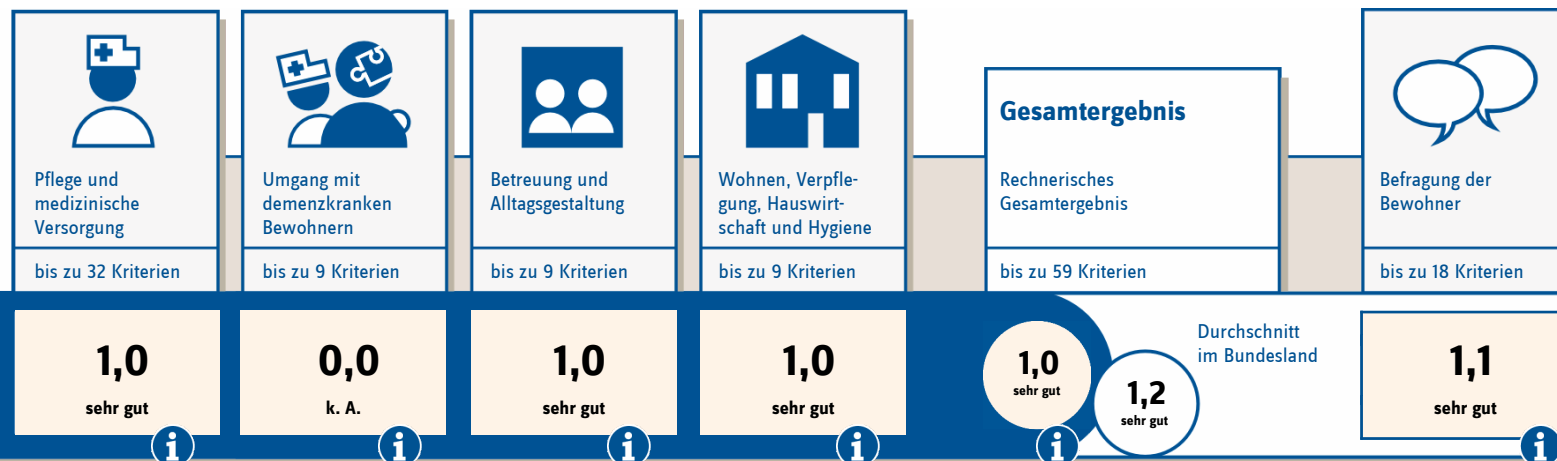 Pflege und
medizinische
Versorgung
bis zu 32 Kriterien
1,0
sehr gut
i
Umgang mit
demenzkranken
Bewohnern
bis zu 9 Kriterien
0,0
k. A.
i
Betreuung und
Alltagsgestaltung
bis zu 9 Kriterien
1,0
sehr gut
i
Wohnen, Verpfle-
gung, Hauswirt-
schaft und Hygiene
bis zu 9 Kriterien
1,0
sehr gut
i
Gesamtergebnis
Rechnerisches
Gesamtergebnis
bis zu 59 Kriterien
1,0
sehr gut
i
1,2
sehr gut
Durchschnitt
im Bundesland
Befragung der
Bewohner
bis zu 18 Kriterien
1,1
sehr gut
i